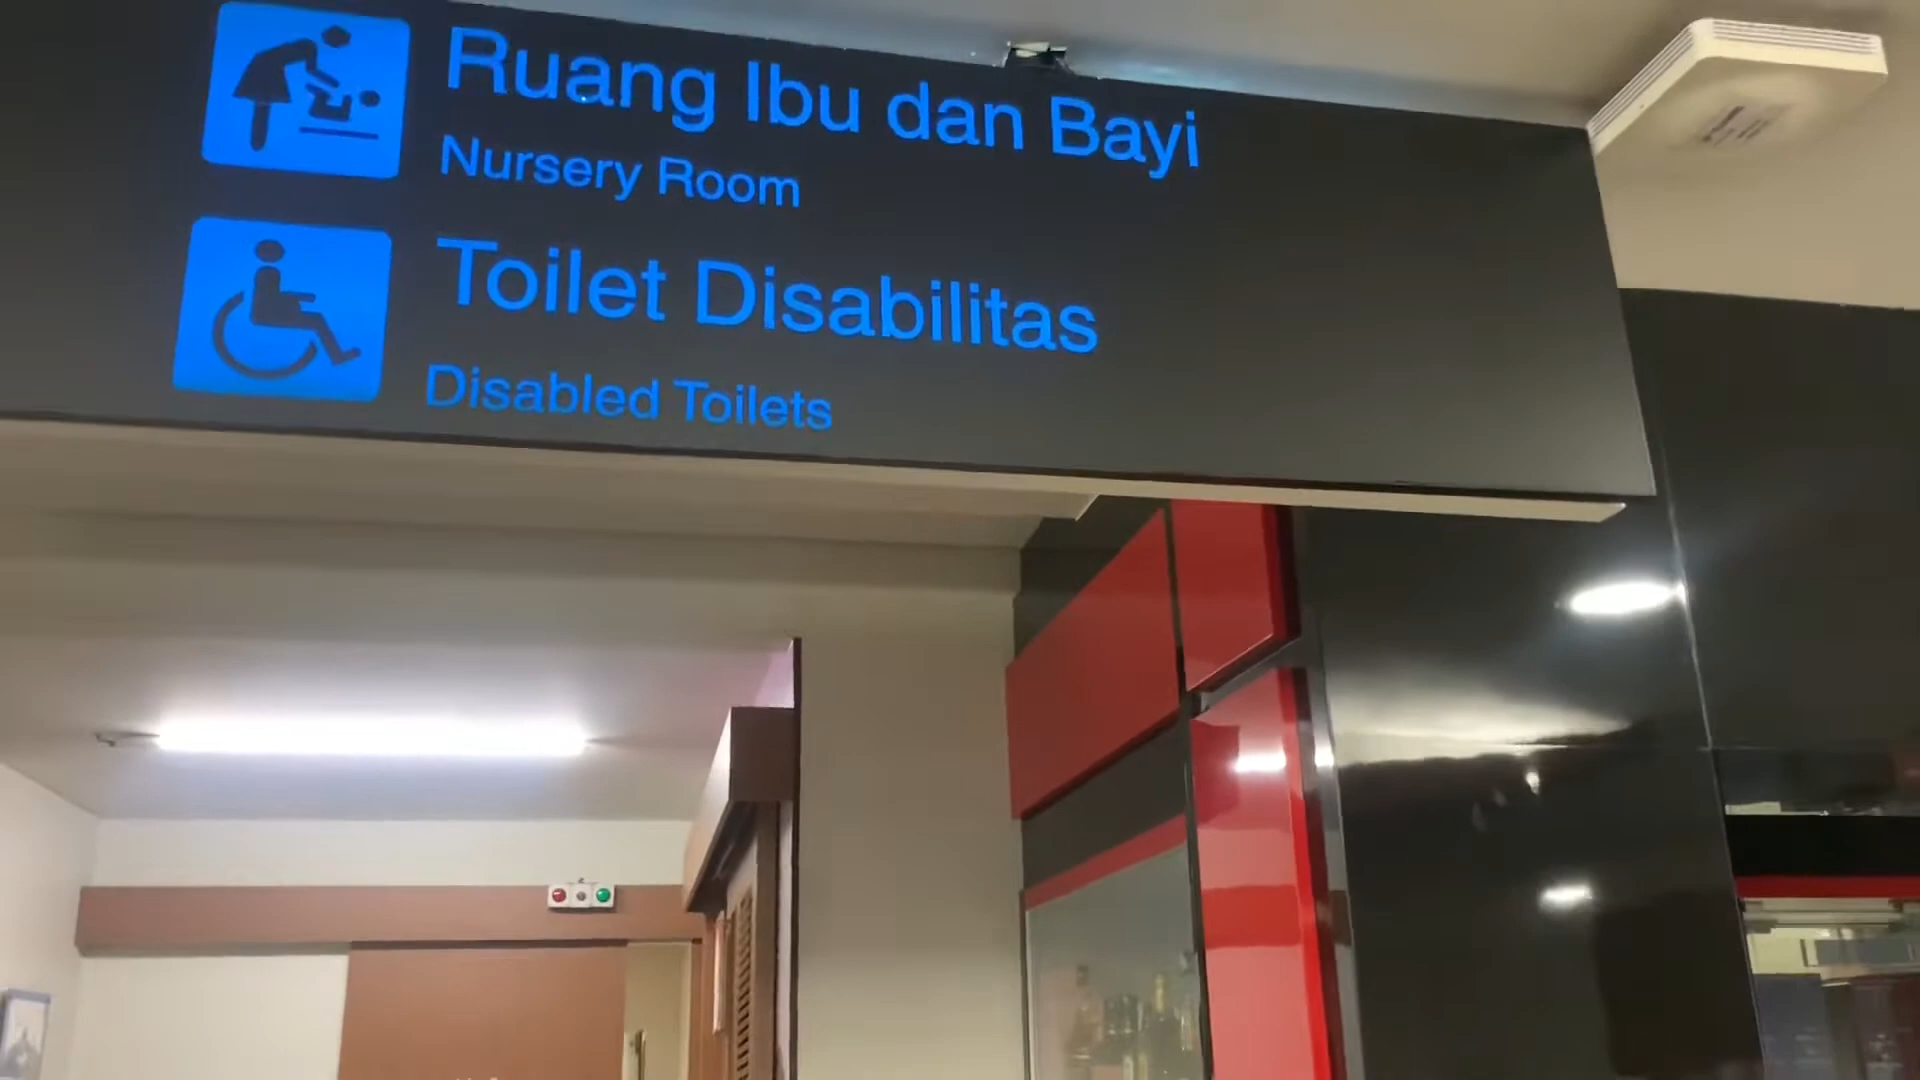 Ruang Ibu dan Bayi
Nursery Room
Toilet Disabilitas
Disabled Toilets